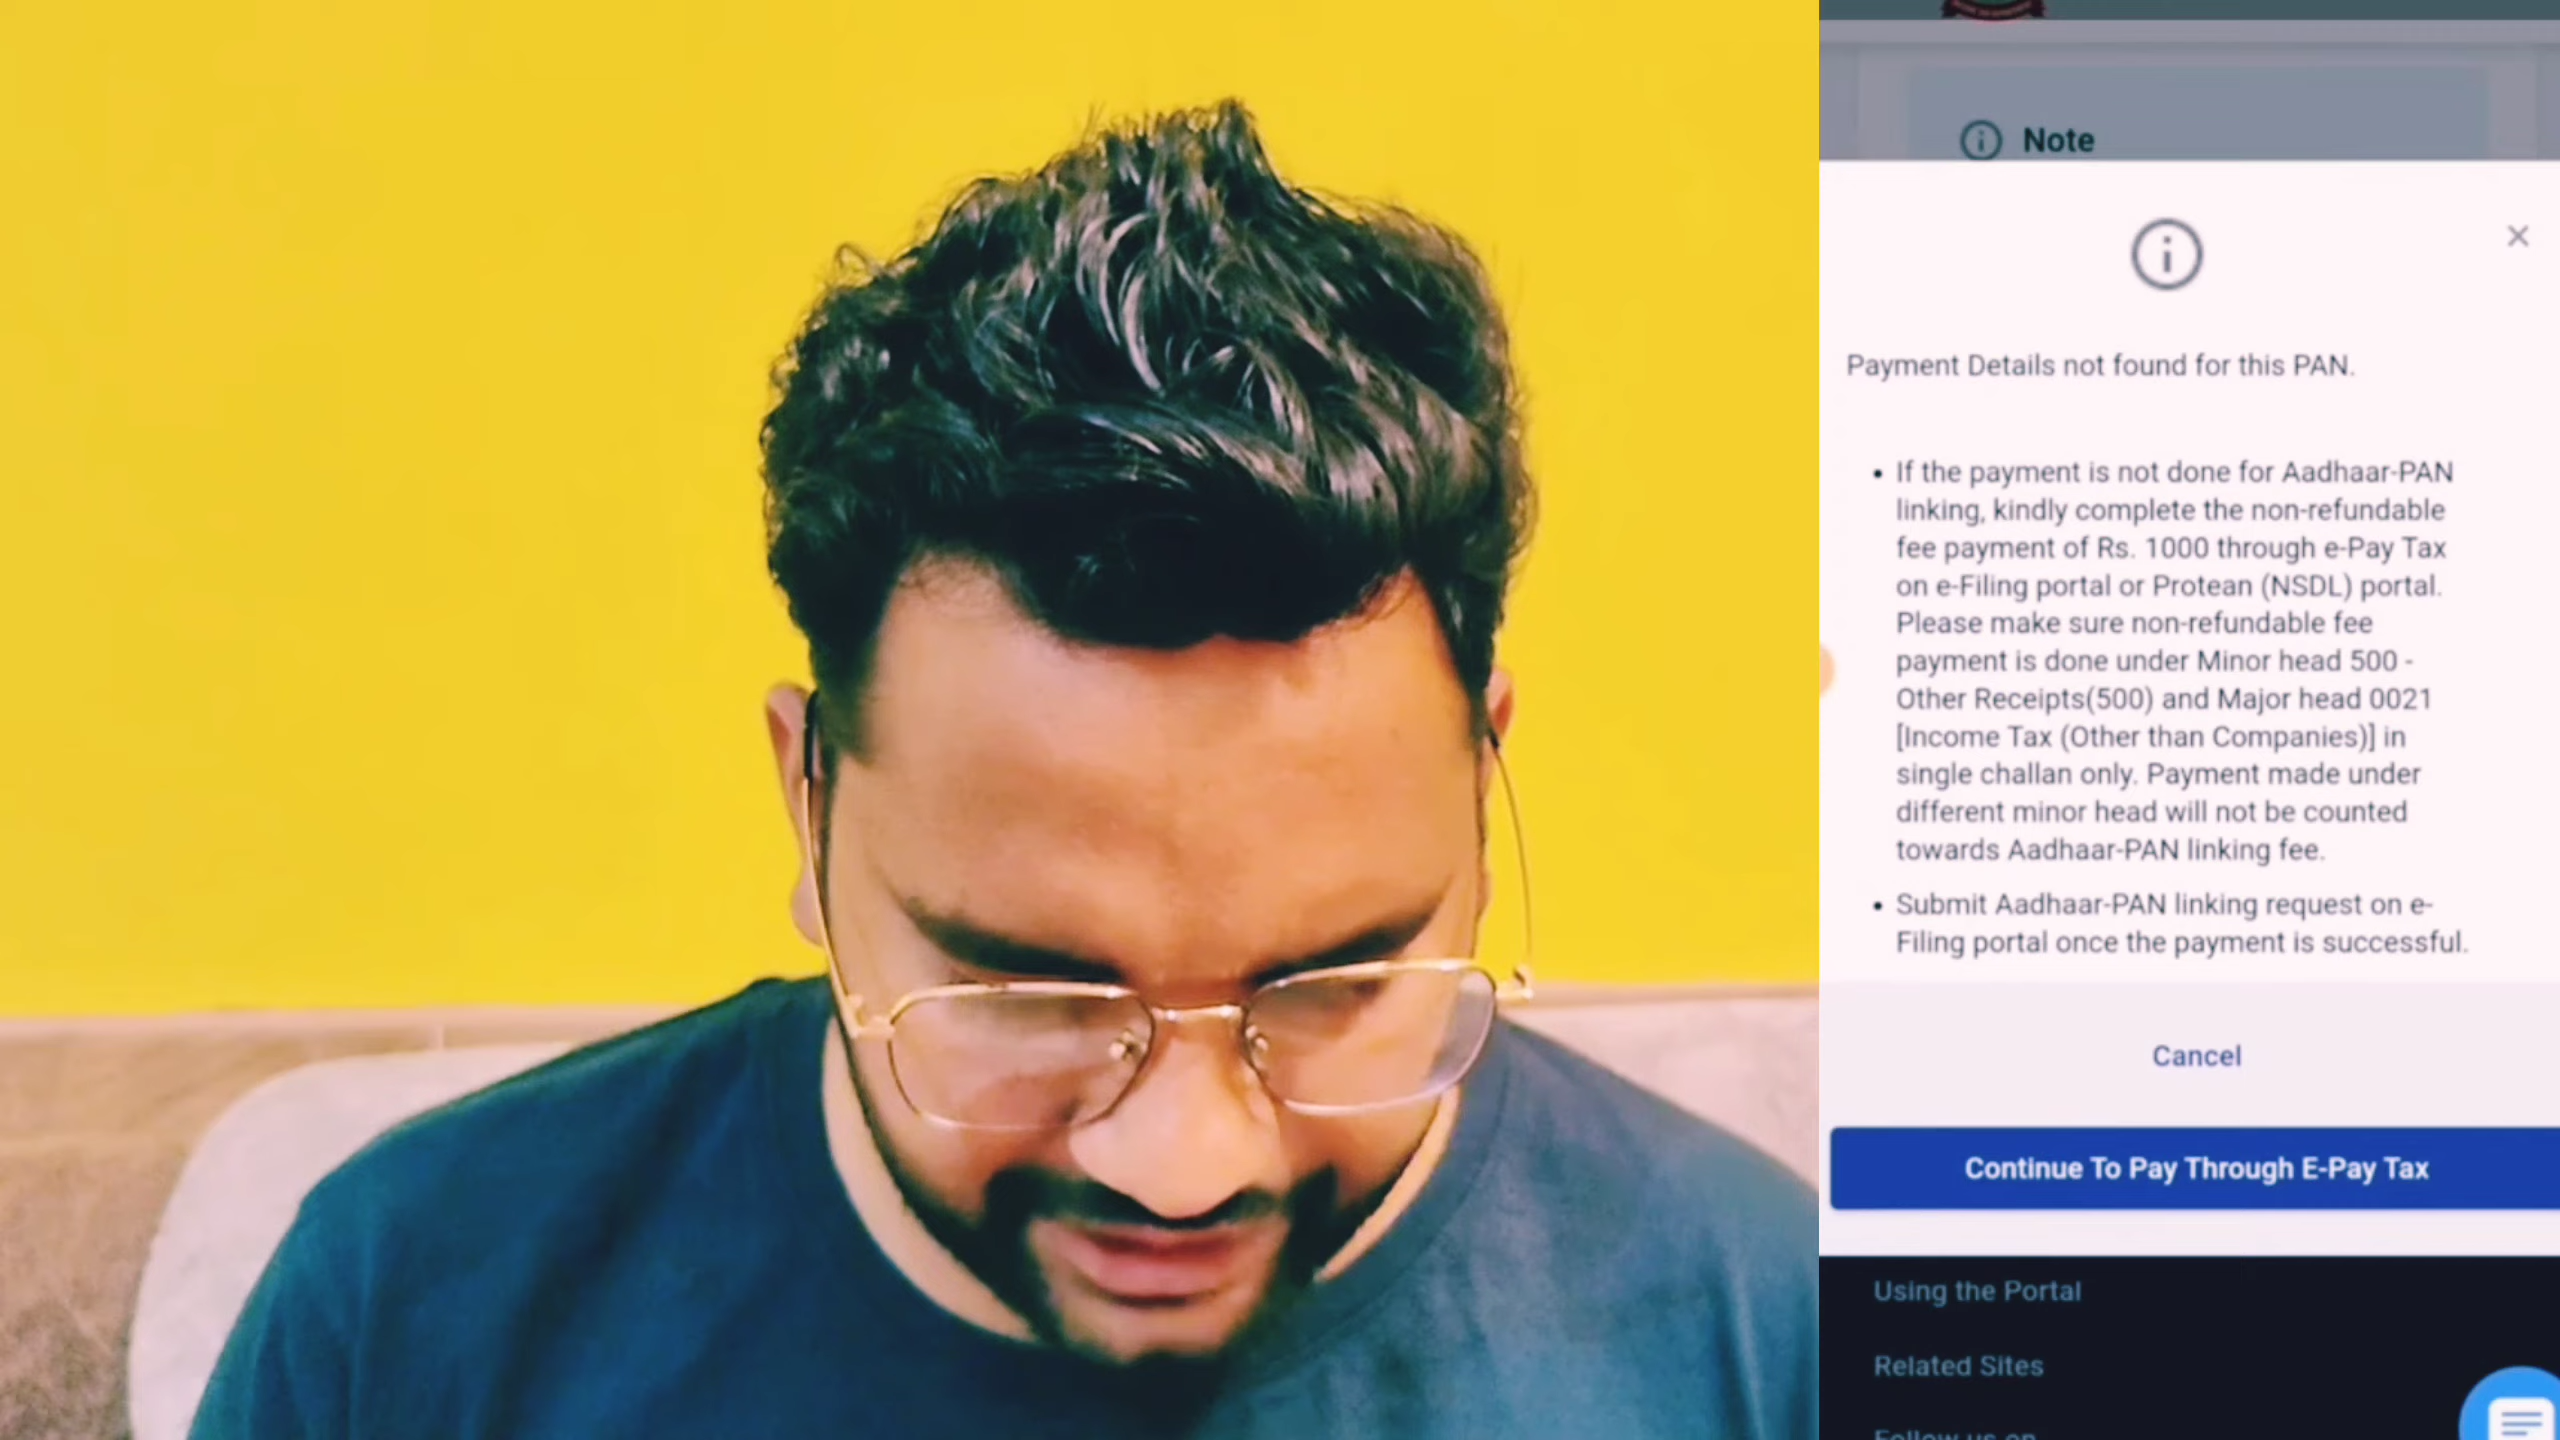 Note
Payment Details not found for this PAN.
• If the payment is not done for Aadhaar-PAN
linking, kindly complete the non-refundable
fee payment of Rs. 1000 through e-Pay Tax
on e-Filing portal or Protean (NSDL) portal.
Please make sure non-refundable fee
payment is done under Minor head 500 -
Other Receipts(500) and Major head 0021
[Income Tax (Other than Companies)] in
single challan only. Payment made under
different minor head will not be counted
towards Aadhaar-PAN linking fee.
• Submit Aadhaar-PAN linking request on e-
Filing portal once the payment is successful.
Cancel
Continue To Pay Through E-Pay Tax
Using the Portal
Related Sites
Follow us on